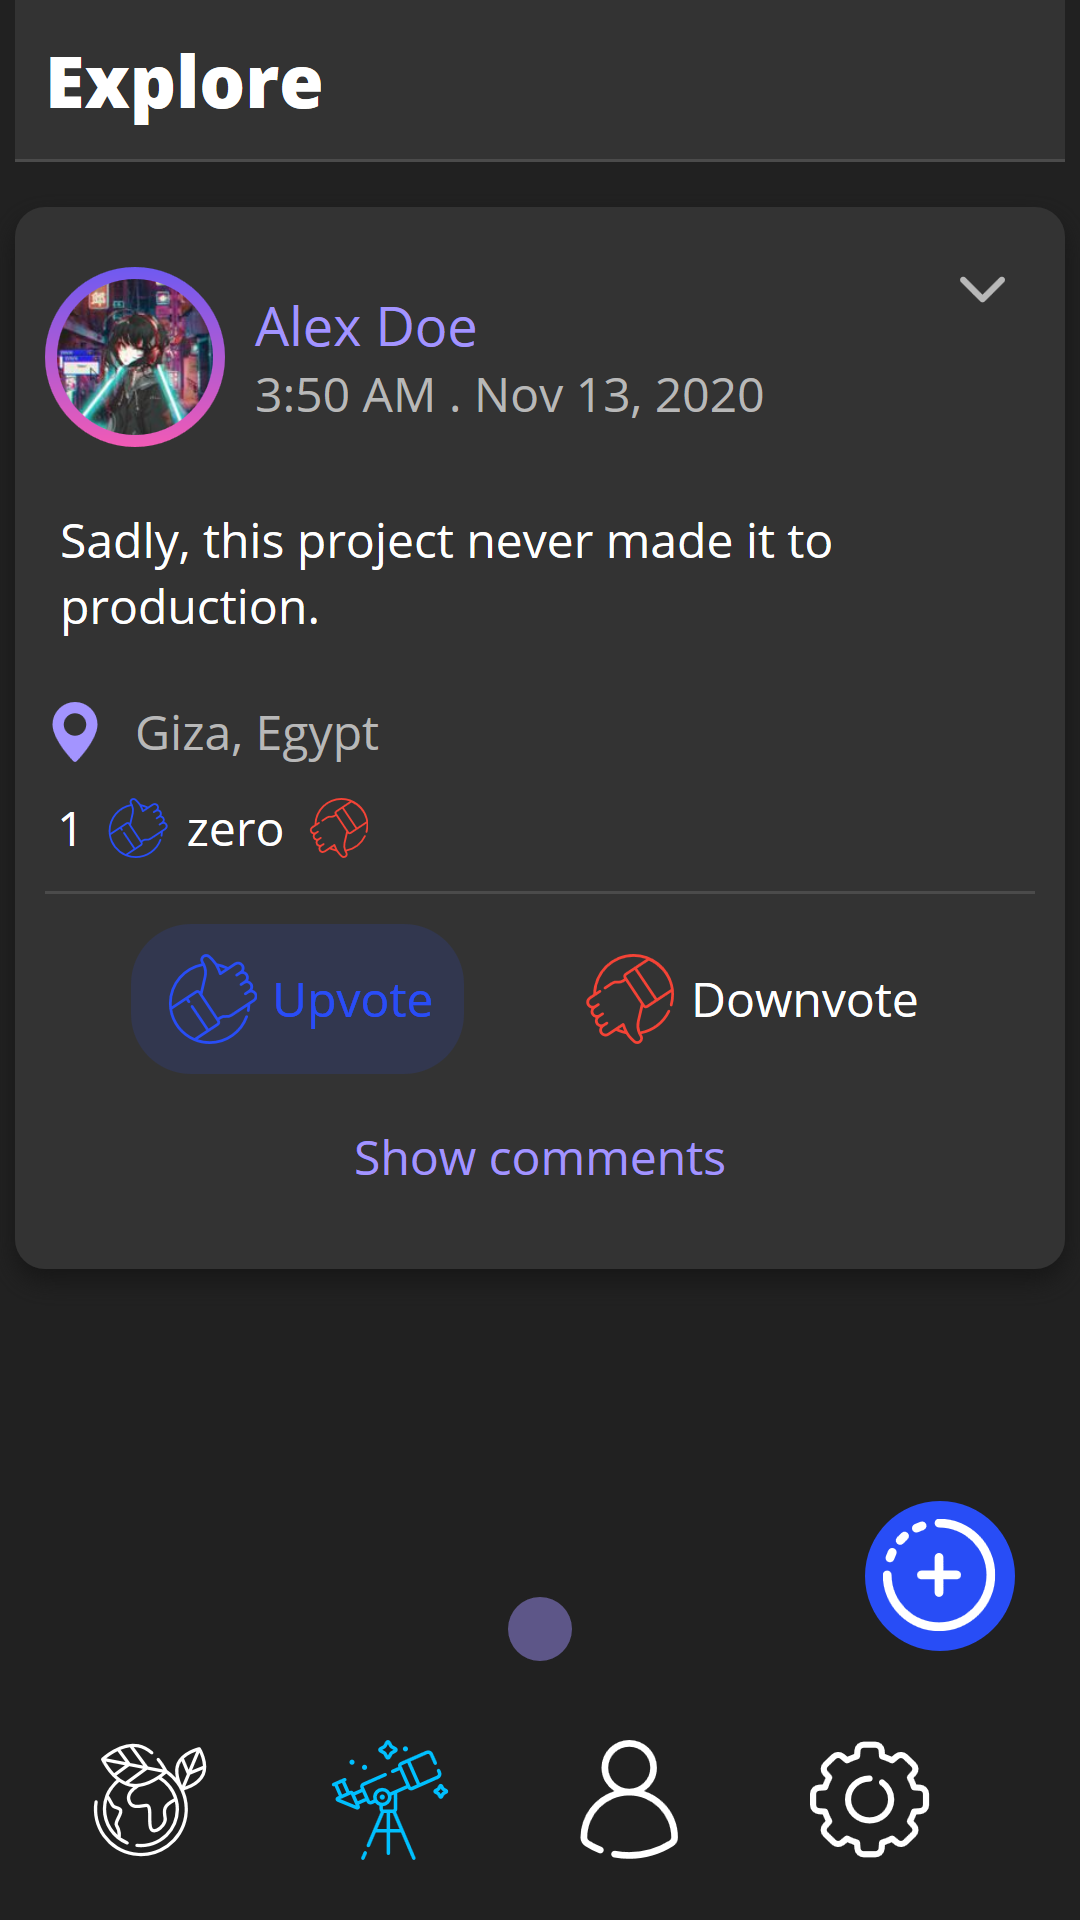 Explore
Alex Doe
3:50 AM . Nov 13, 2020
Sadly, this project never made it to
production.
Giza, Egypt
1 zero
Upvote Downvote
Show comments